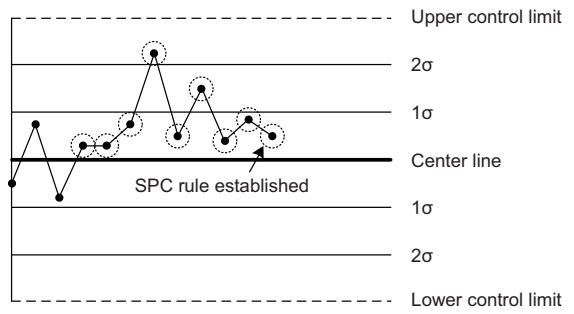 Upper control limit
2σ
1σ
Center line
SPC rule established
1σ
2σ
Lower control limit